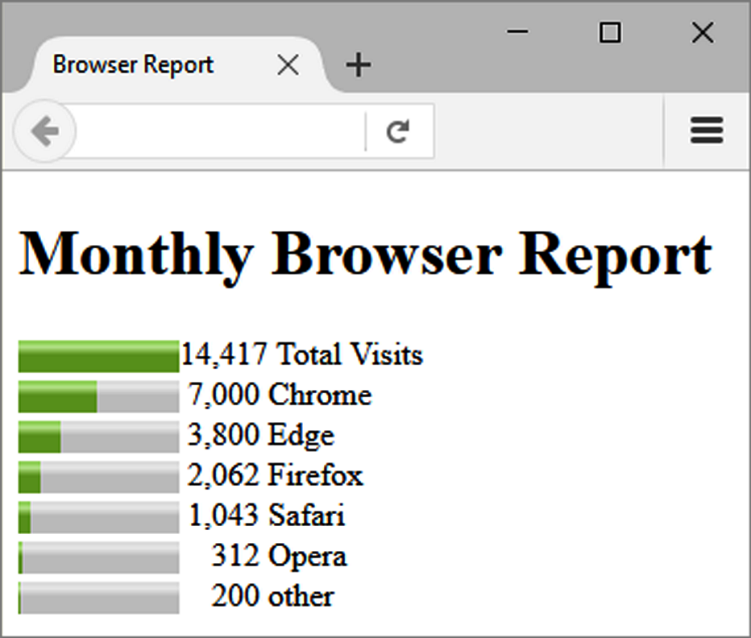 Browser Report
Monthly Browser Report
14,417 Total Visits
7,000 Chrome
3,800 Edge
2,062 Firefox
1,043 Safari
312 Opera
200 other